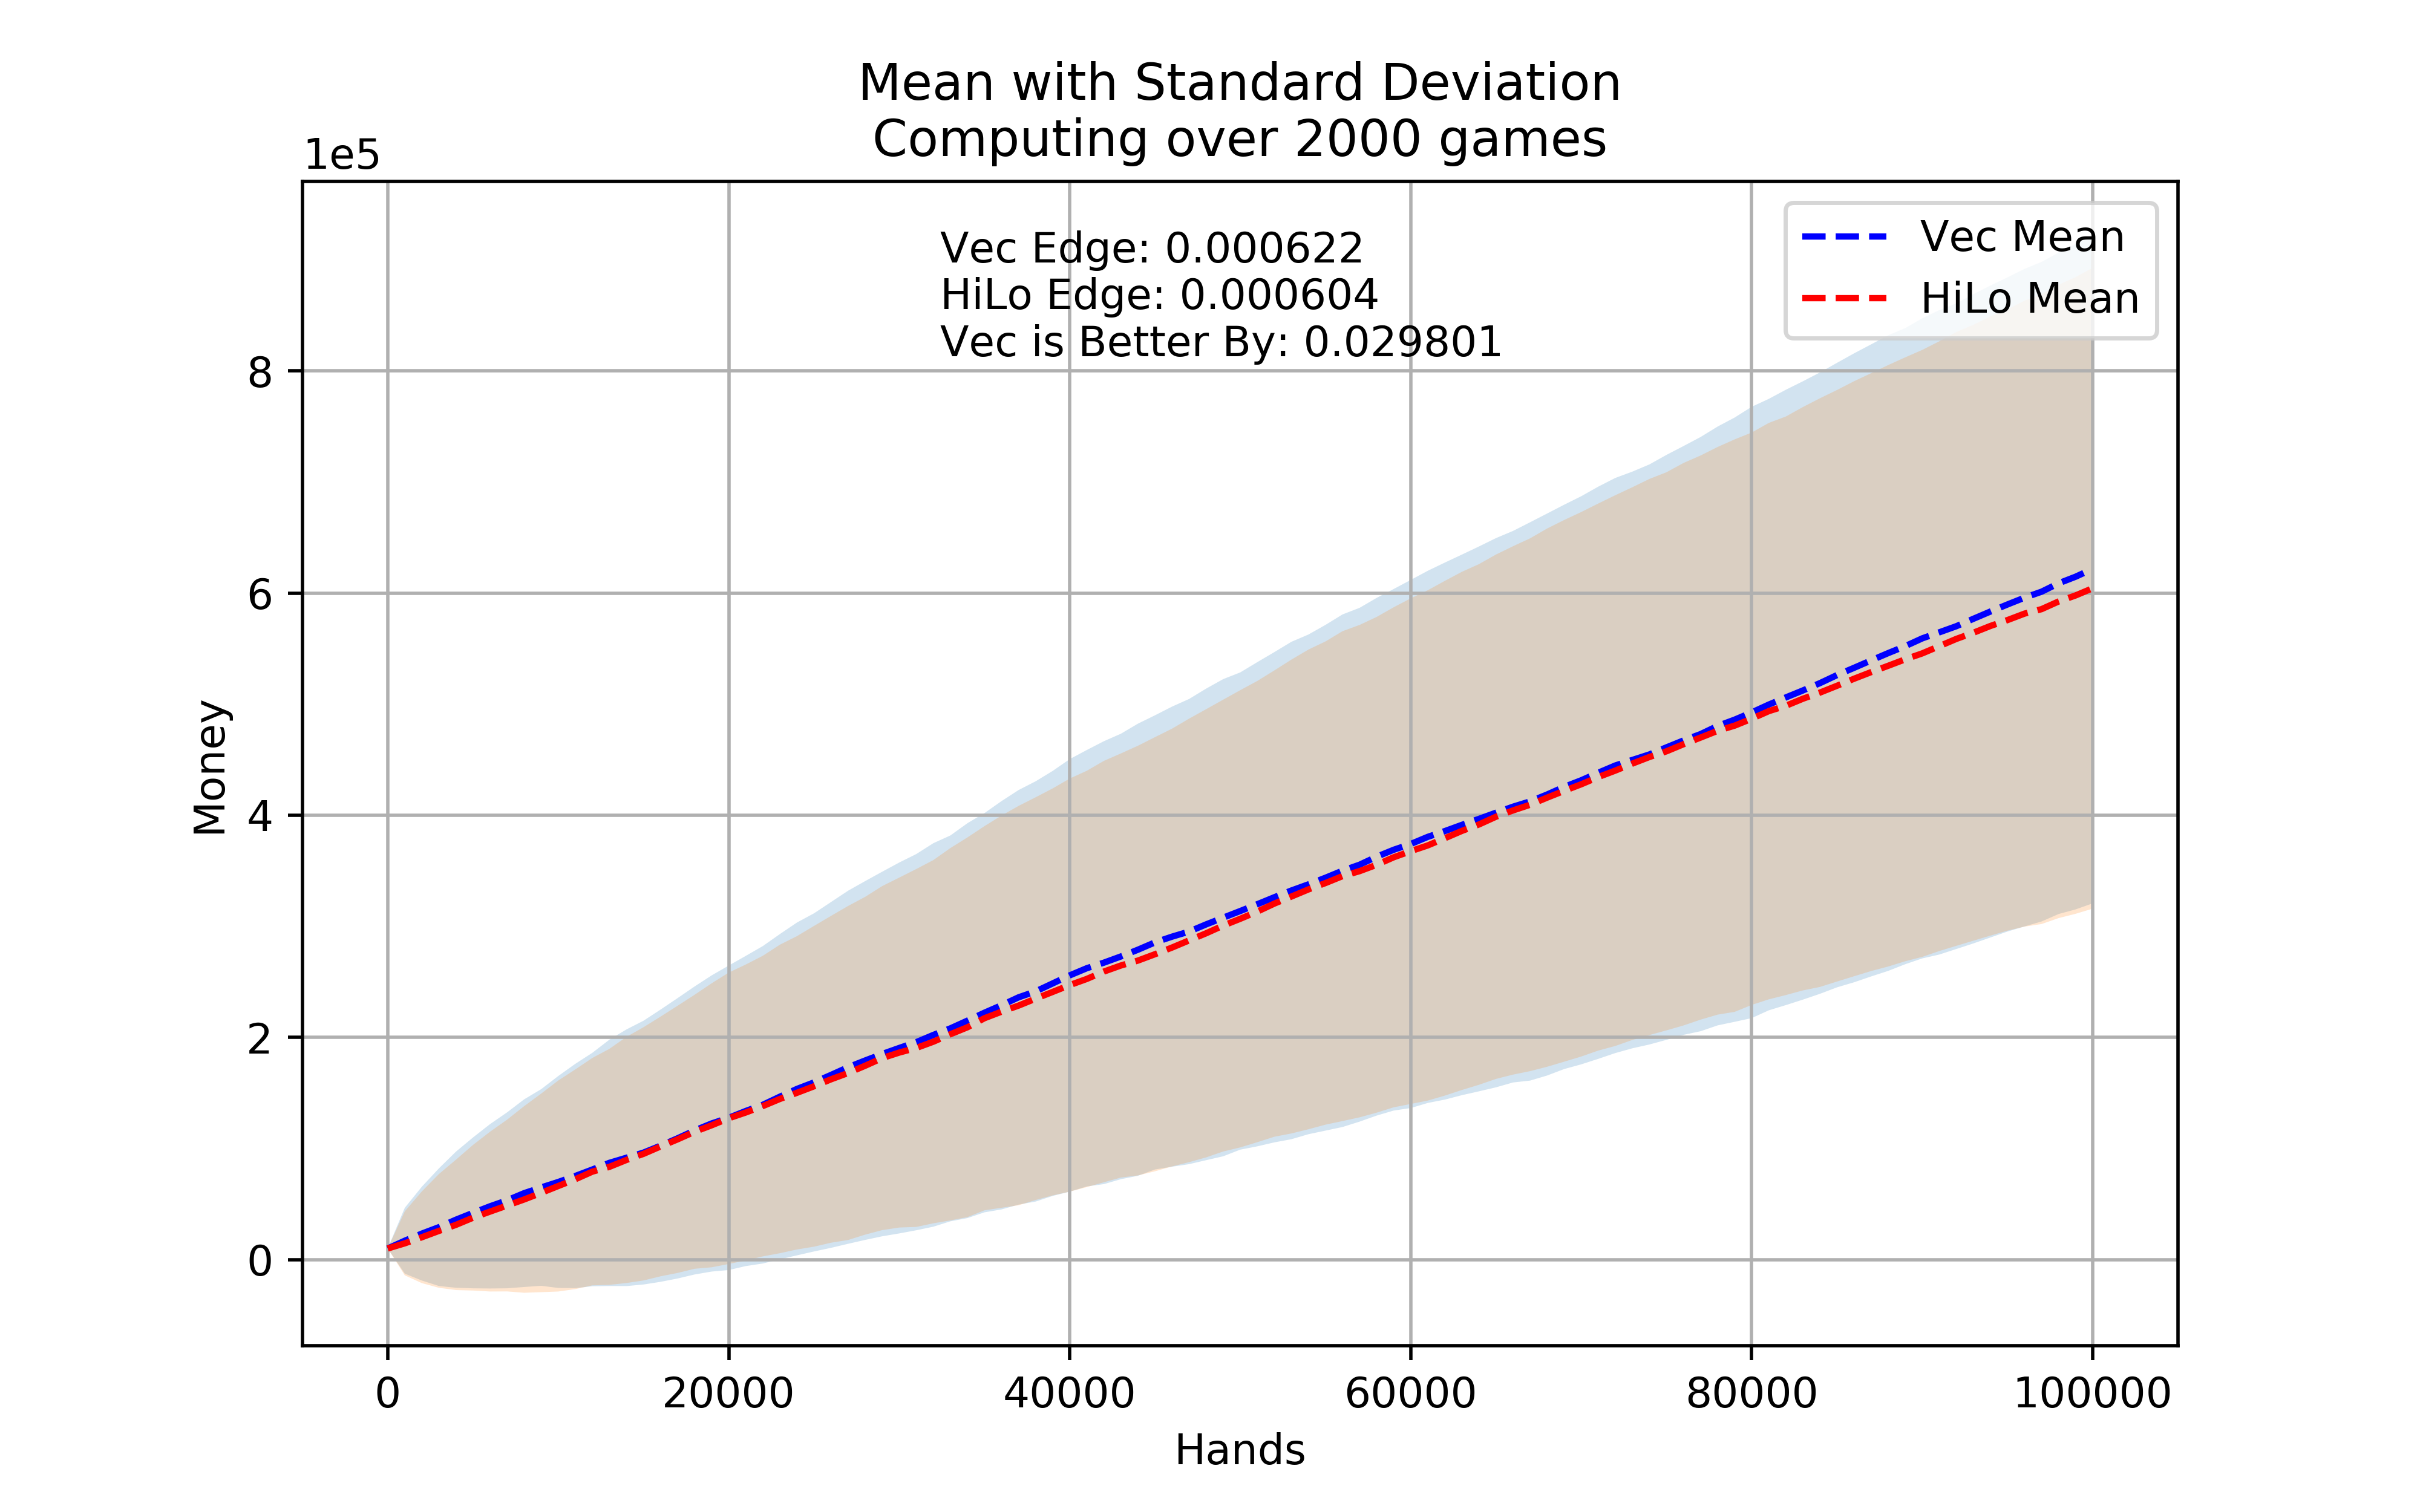 Mean with Standard Deviation
Computing over 2000 games
1e5
Vec Edge: 0.000622
HiLo Edge: 0.000604
Vec is Better By: 0.029801
Vec Mean
HiLo Mean
8
6
4
2
0
Money
0 20000 40000 60000 80000 100000
Hands